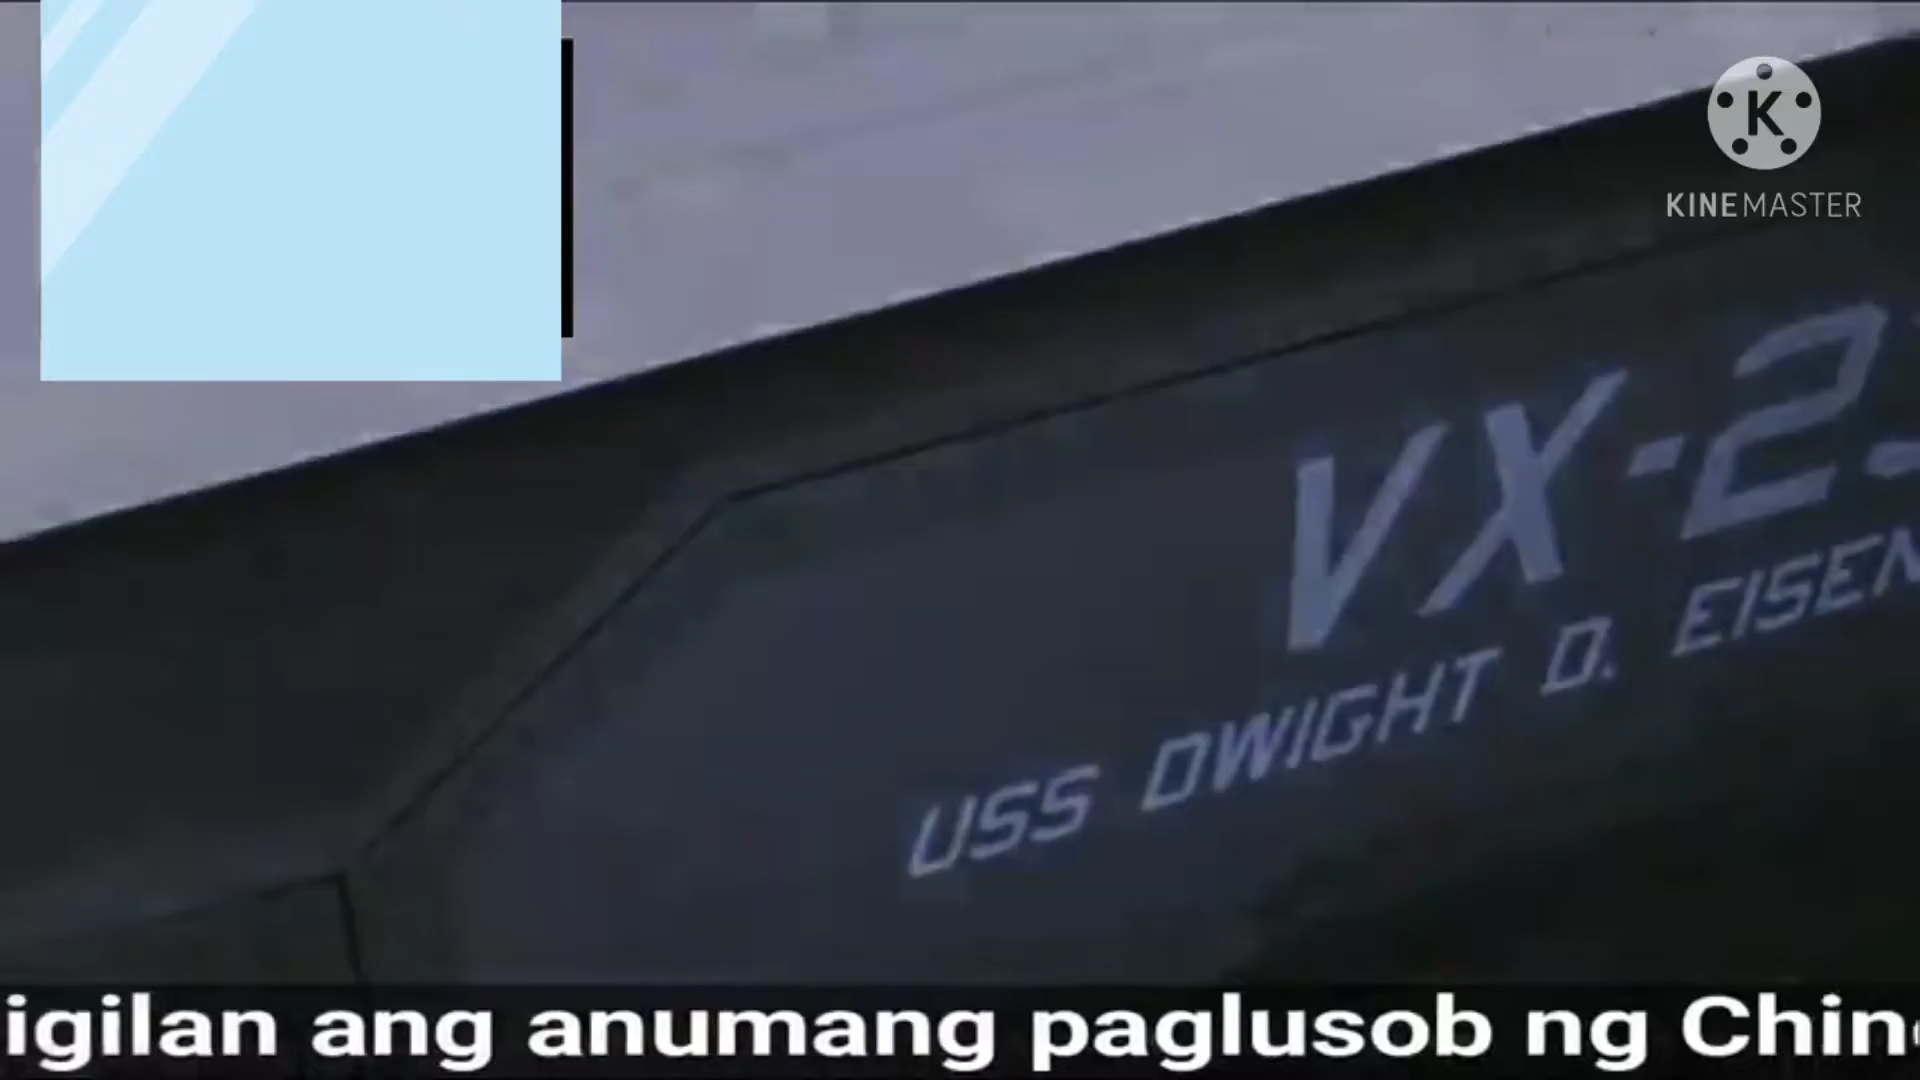 KINEMASTER
VX-2
USS DWIGHT D. EISEN
igilan ang anumang paglusob ng Chin